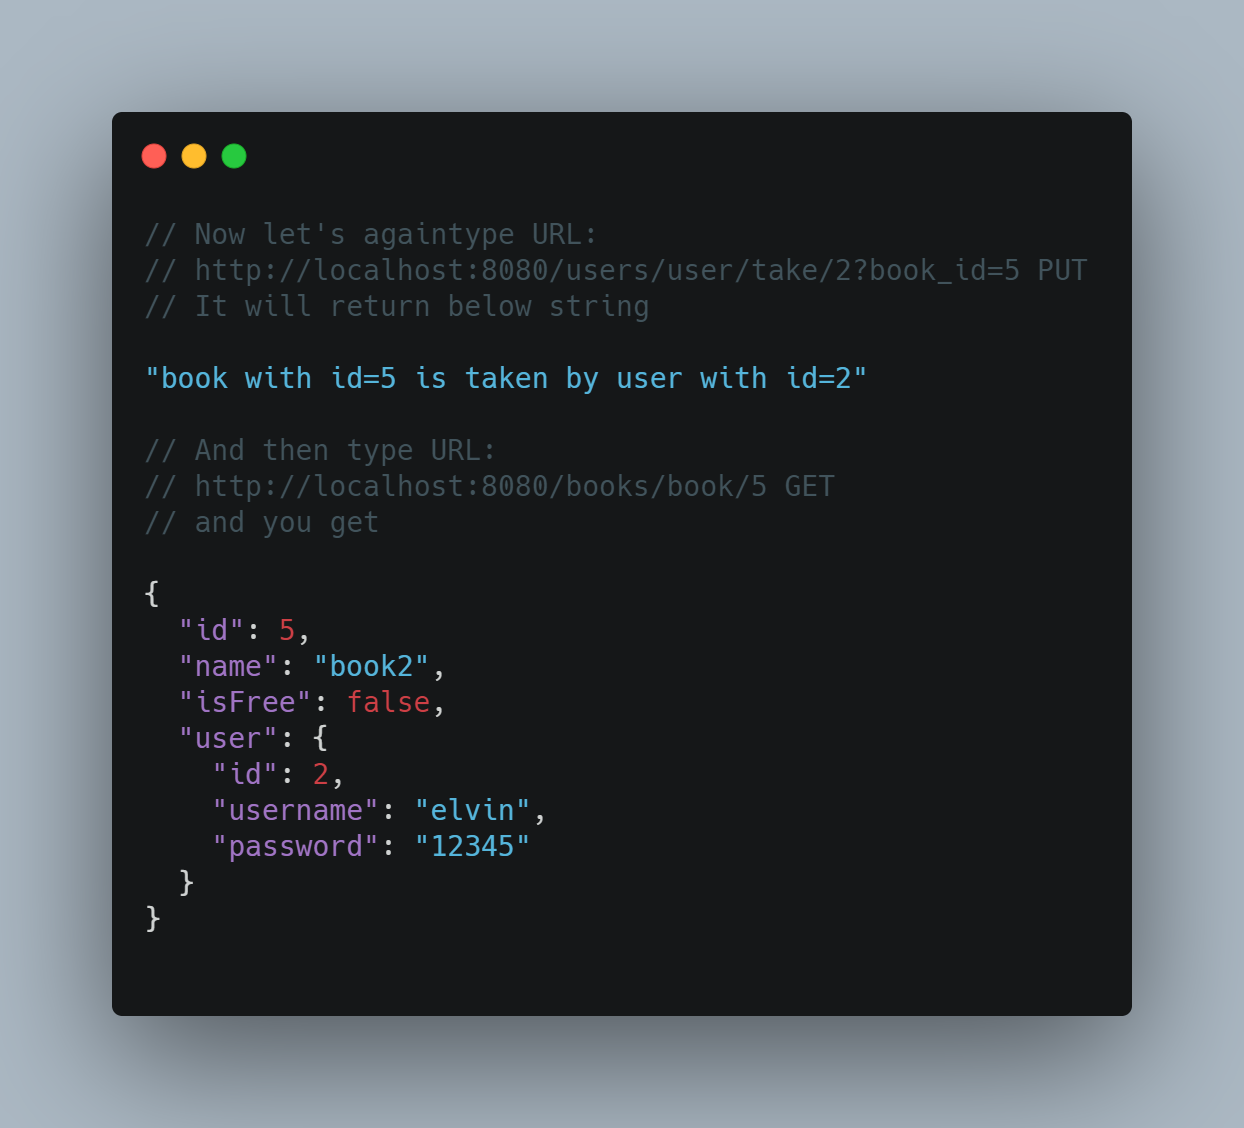 // Now let's againtype URL:
// http://localhost:8080/users/user/take/2?book_id=5 PUT
// It will return below string
"book with id=5 is taken by user with id=2"
// And then type URL:
// http://localhost:8080/books/book/5 GET
// and you get
{
  "id": 5,
  "name": "book2",
  "isFree": false,
  "user": {
    "id": 2,
    "username": "elvin",
    "password": "12345"
  }
}